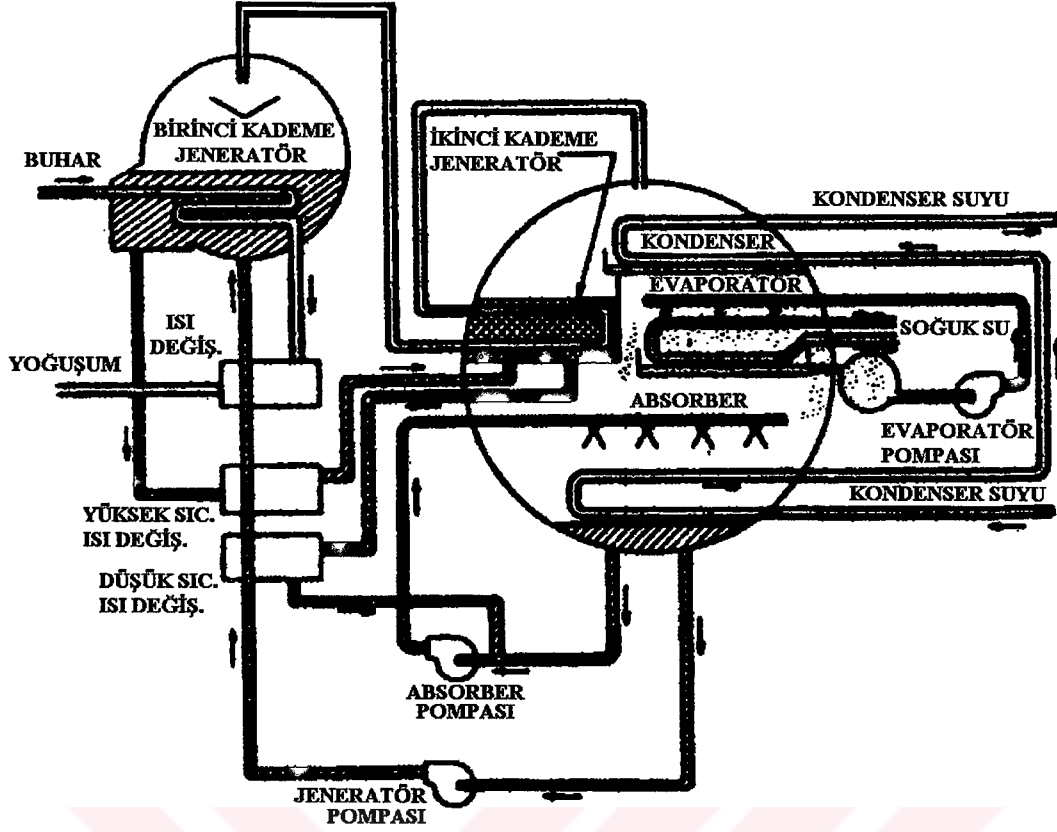 BİRİNCİ KADEME
JENERATÖR
BUHAR
İKİNCİ KADEME
JENERATÖR
KONDENSER SUYU
KONDENSER
EVAPORATÖR
SOĞUK SU
ISI
DEĞİŞ.
YOĞUŞUM
ABSORBER
EVAPORATÖR
POMPASI
KONDENSER SUYU
YÜKSEK SIC.
ISI DEĞİŞ.
DÜŞÜK SIC.
ISI DEĞİŞ.
ABSORBER
POMPASI
JENERATÖR
POMPASI